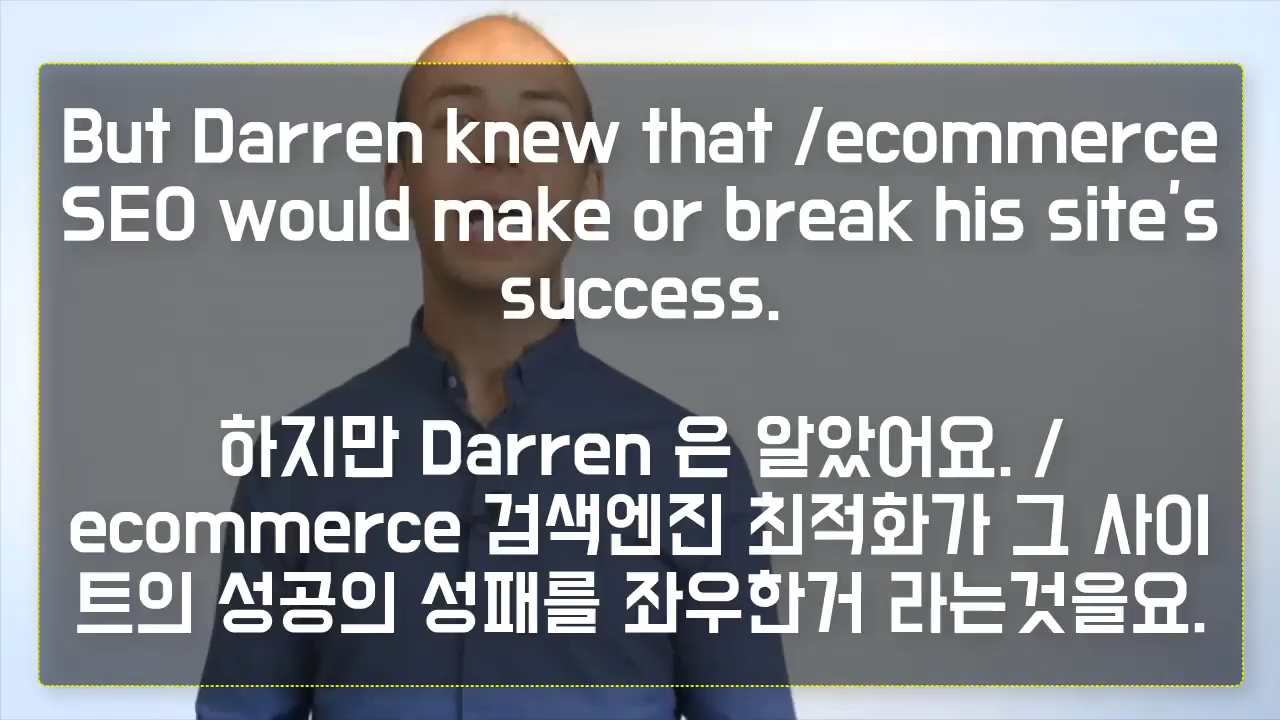 But Darren knew that /ecommerce
SEO would make or break his site's
success.
하지만 Darren 은 알았어요. /
ecommerce 검색엔진 최적화가 그 사이
트의 성공의 성패를 좌우한거 라는것을요.